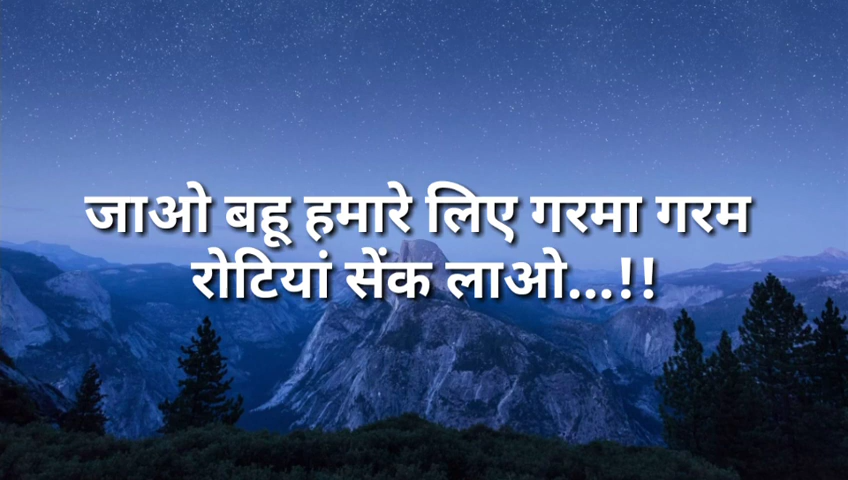 जाओ बहू हमारे लिए गरमा गरम
रोटियां सेंक लाओ...!!